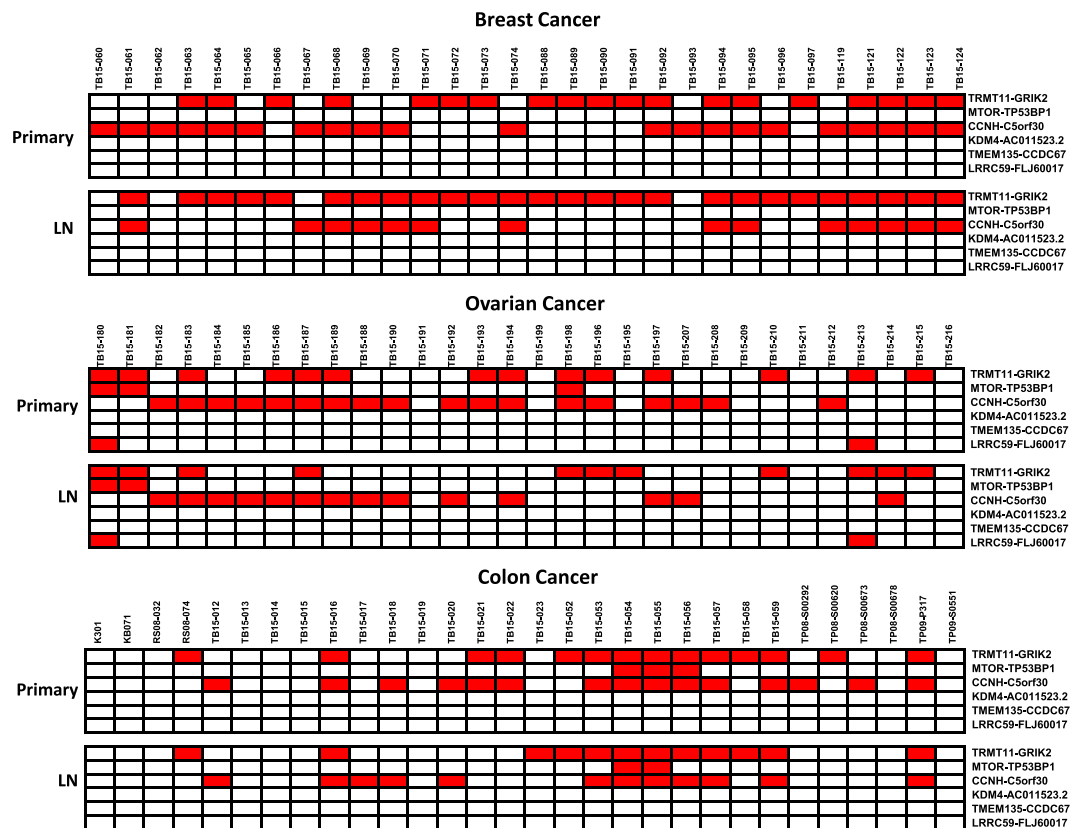 Breast Cancer
TB15-060 TB15-061 TB15-062 TB15-063 TB15-064 TB15-065 TB15-066 TB15-067 TB15-068 TB15-069 TB15-070 TB15-071 TB15-072 TB15-073 TB15-074 TB15-088 TB15-089 TB15-090 TB15-091 TB15-092 TB15-093 TB15-094 TB15-095 TB15-096 TB15-097 TB15-119 TB15-121 TB15-122 TB15-123 TB15-124
Primary
TRMT11-GRIK2
MTOR-TP53BP1
CCNH-C5orf30
KDM4-AC011523.2
TMEM135-CCDC67
LRRC59-FLJ60017
LN
TRMT11-GRIK2
MTOR-TP53BP1
CCNH-C5orf30
KDM4-AC011523.2
TMEM135-CCDC67
LRRC59-FLJ60017
Ovarian Cancer
TB15-180 TB15-181 TB15-182 TB15-183 TB15-184 TB15-185 TB15-186 TB15-187 TB15-189 TB15-188 TB15-190 TB15-191 TB15-192 TB15-193 TB15-194 TB15-199 TB15-198 TB15-196 TB15-195 TB15-197 TB15-207 TB15-208 TB15-209 TB15-210 TB15-211 TB15-212 TB15-213 TB15-214 TB15-215 TB15-216
Primary
TRMT11-GRIK2
MTOR-TP53BP1
CCNH-C5orf30
KDM4-AC011523.2
TMEM135-CCDC67
LRRC59-FLJ60017
LN
TRMT11-GRIK2
MTOR-TP53BP1
CCNH-C5orf30
KDM4-AC011523.2
TMEM135-CCDC67
LRRC59-FLJ60017
Colon Cancer
K301 KB071 RS08-032 RS08-074 TB15-012 TB15-013 TB15-014 TB15-015 TB15-016 TB15-017 TB15-018 TB15-019 TB15-020 TB15-021 TB15-022 TB15-023 TB15-052 TB15-053 TB15-054 TB15-055 TB15-056 TB15-057 TB15-058 TB15-059 TP08-S00292 TP08-S00620 TP08-S00673 TP08-S00678 TP09-P317 TP09-S0551
Primary
TRMT11-GRIK2
MTOR-TP53BP1
CCNH-C5orf30
KDM4-AC011523.2
TMEM135-CCDC67
LRRC59-FLJ60017
LN
TRMT11-GRIK2
MTOR-TP53BP1
CCNH-C5orf30
KDM4-AC011523.2
TMEM135-CCDC67
LRRC59-FLJ60017